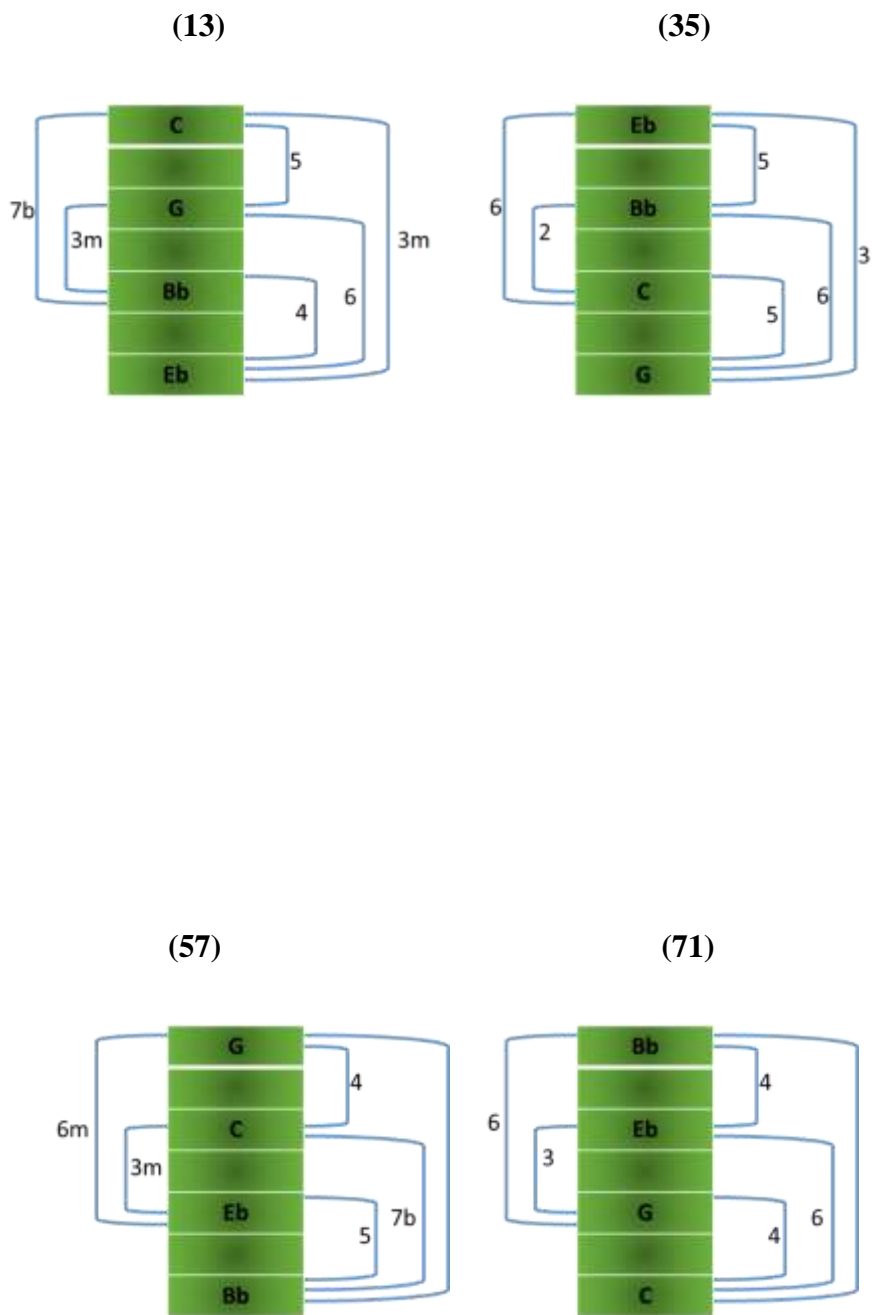 (13) (35)
C Eb
5 5
7b G 6 Bb
3m 3m 2 3
Bb 6 C 6
4 5
Eb G
(57) (71)
G Bb
4 4
6m C 6 Eb
3m 3
Eb 7b G 6
5 4
Bb C